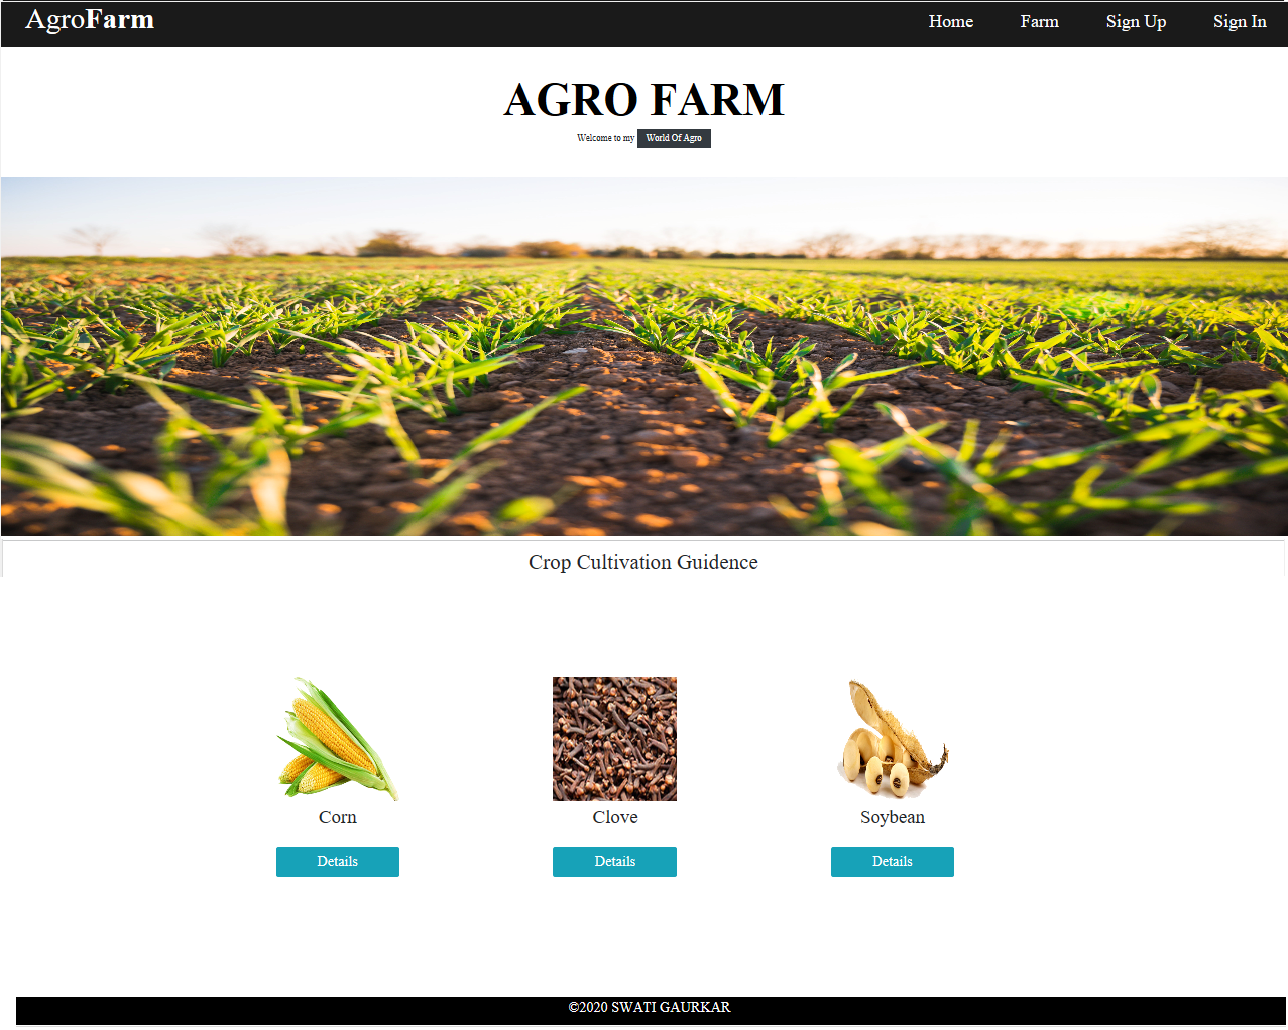 AgroFarm Home Farm Sign Up Sign In
AGRO FARM
Welcome to my World Of Agro
Crop Cultivation Guidence
Corn Clove Soybean
Details Details Details
©2020 SWATI GAURKAR